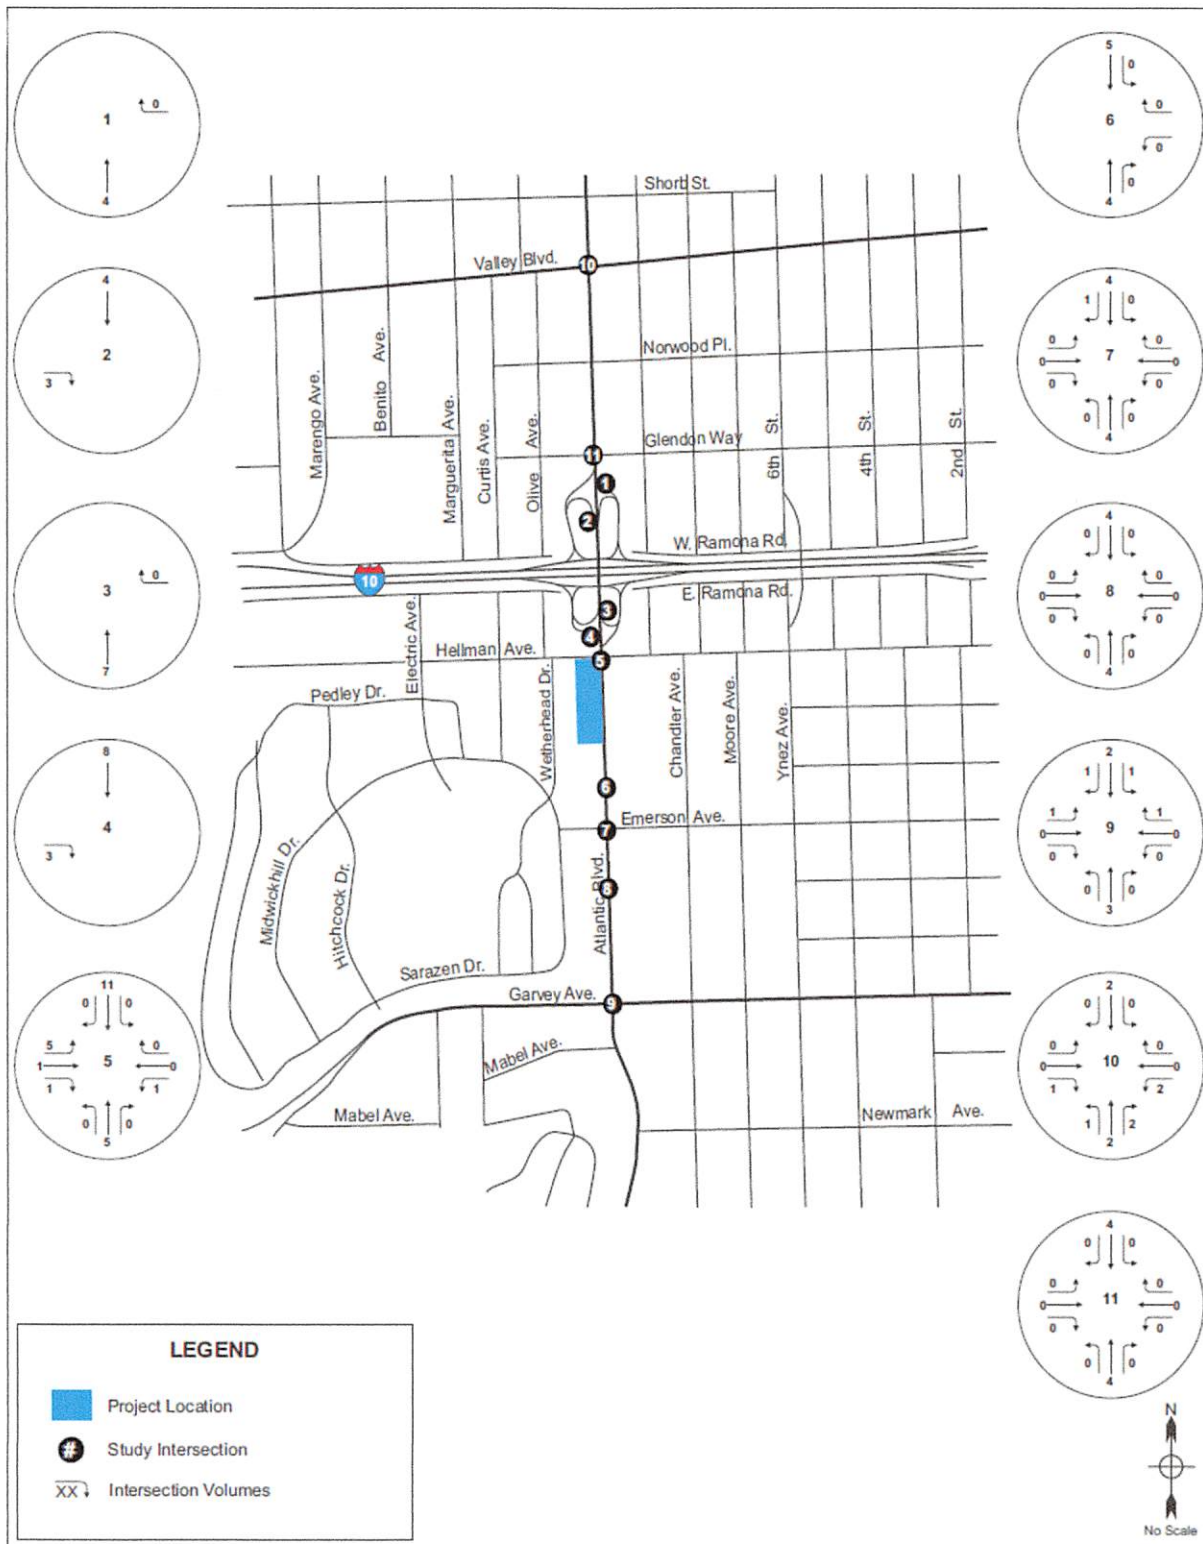 1
0
4
4
2
3
3
0
7
8
4
3
11
0 0
5 0
1 5 0
1 1
0 0
5
5
0
6
0
0
4 0
4
1 0
0 0
0 7 0
0 0
0 0
4
4
0 0
0 0
0 8 0
0 0
0 0
4
2
1 1
1 1
0 9 0
0 0
0 0
3
2
0 0
0 0
0 10 0
1 2
1 2
2
4
0 0
0 0
0 11 0
0 0
0 0
4
Shorb St.
Valley Blvd.
10
Norwood Pl.
Marengo Ave.
Benito Ave.
Marguerita Ave.
Curtis Ave.
Olive Ave.
Glendon Way
6th St.
4th St.
2nd St.
11
1
2
W. Ramona Rd.
10
E. Ramona Rd.
3
4
Electric Ave.
Hellman Ave.
5
Pedley Dr.
Wetherhead Dr.
Chandler Ave.
Moore Ave.
Ynez Ave.
6
Emerson Ave.
7
Midwickhill Dr.
Hitchcock Dr.
Atlantic Blvd.
8
Sarazen Dr.
Garvey Ave.
9
Mabel Ave.
Mabel Ave.
Newmark Ave.
LEGEND
Project Location
# Study Intersection
XX Intersection Volumes
N
No Scale